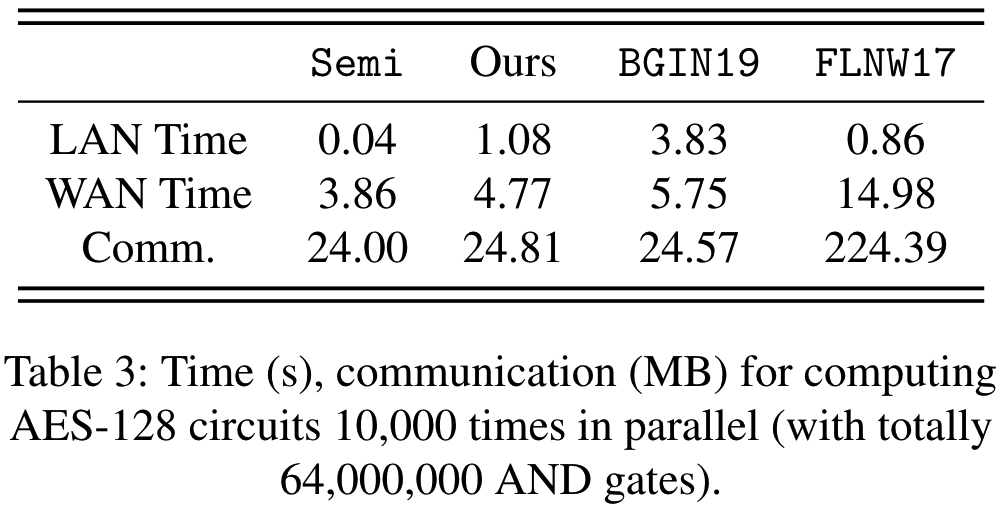 Semi Ours BGIN19 FLNW17
LAN Time 0.04 1.08 3.83 0.86
WAN Time 3.86 4.77 5.75 14.98
Comm. 24.00 24.81 24.57 224.39
Table 3: Time (s), communication (MB) for computing
AES-128 circuits 10,000 times in parallel (with totally
64,000,000 AND gates).